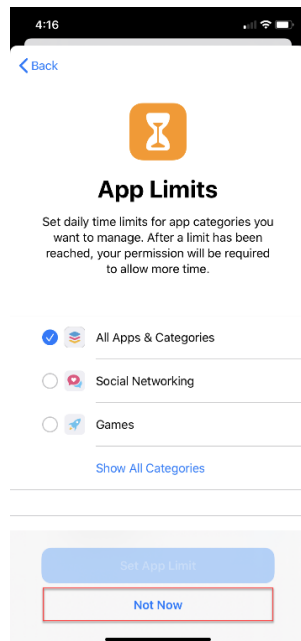 4:16
Back
App Limits
Set daily time limits for app categories you
want to manage. After a limit has been
reached, your permission will be required
to allow more time.
All Apps & Categories
Social Networking
Games
Show All Categories
Set App Limit
Not Now